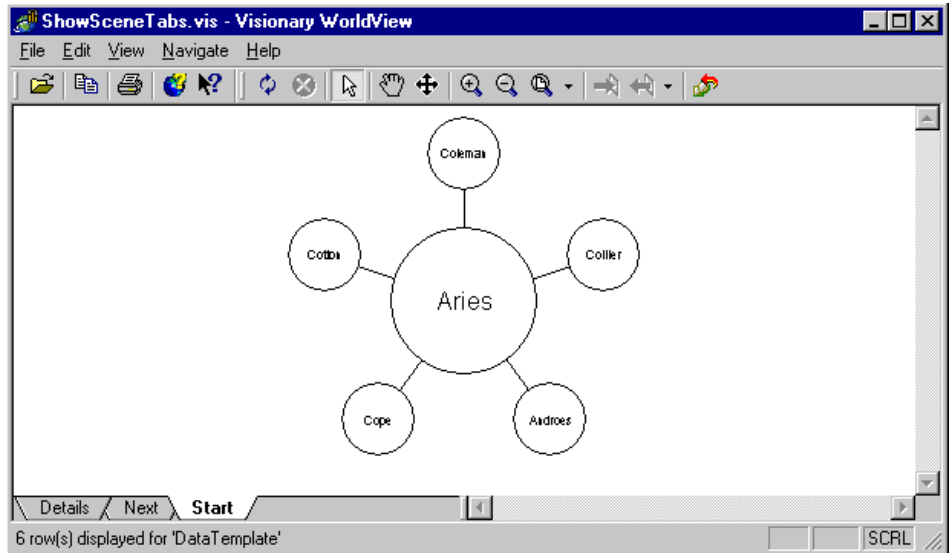 ShowSceneTabs.vis - Visionary WorldView
File Edit View Navigate Help
Coleman
Cotton
Collier
Aries
Cope
Androes
Details Next Start
6 row(s) displayed for 'DataTemplate'
SCRL